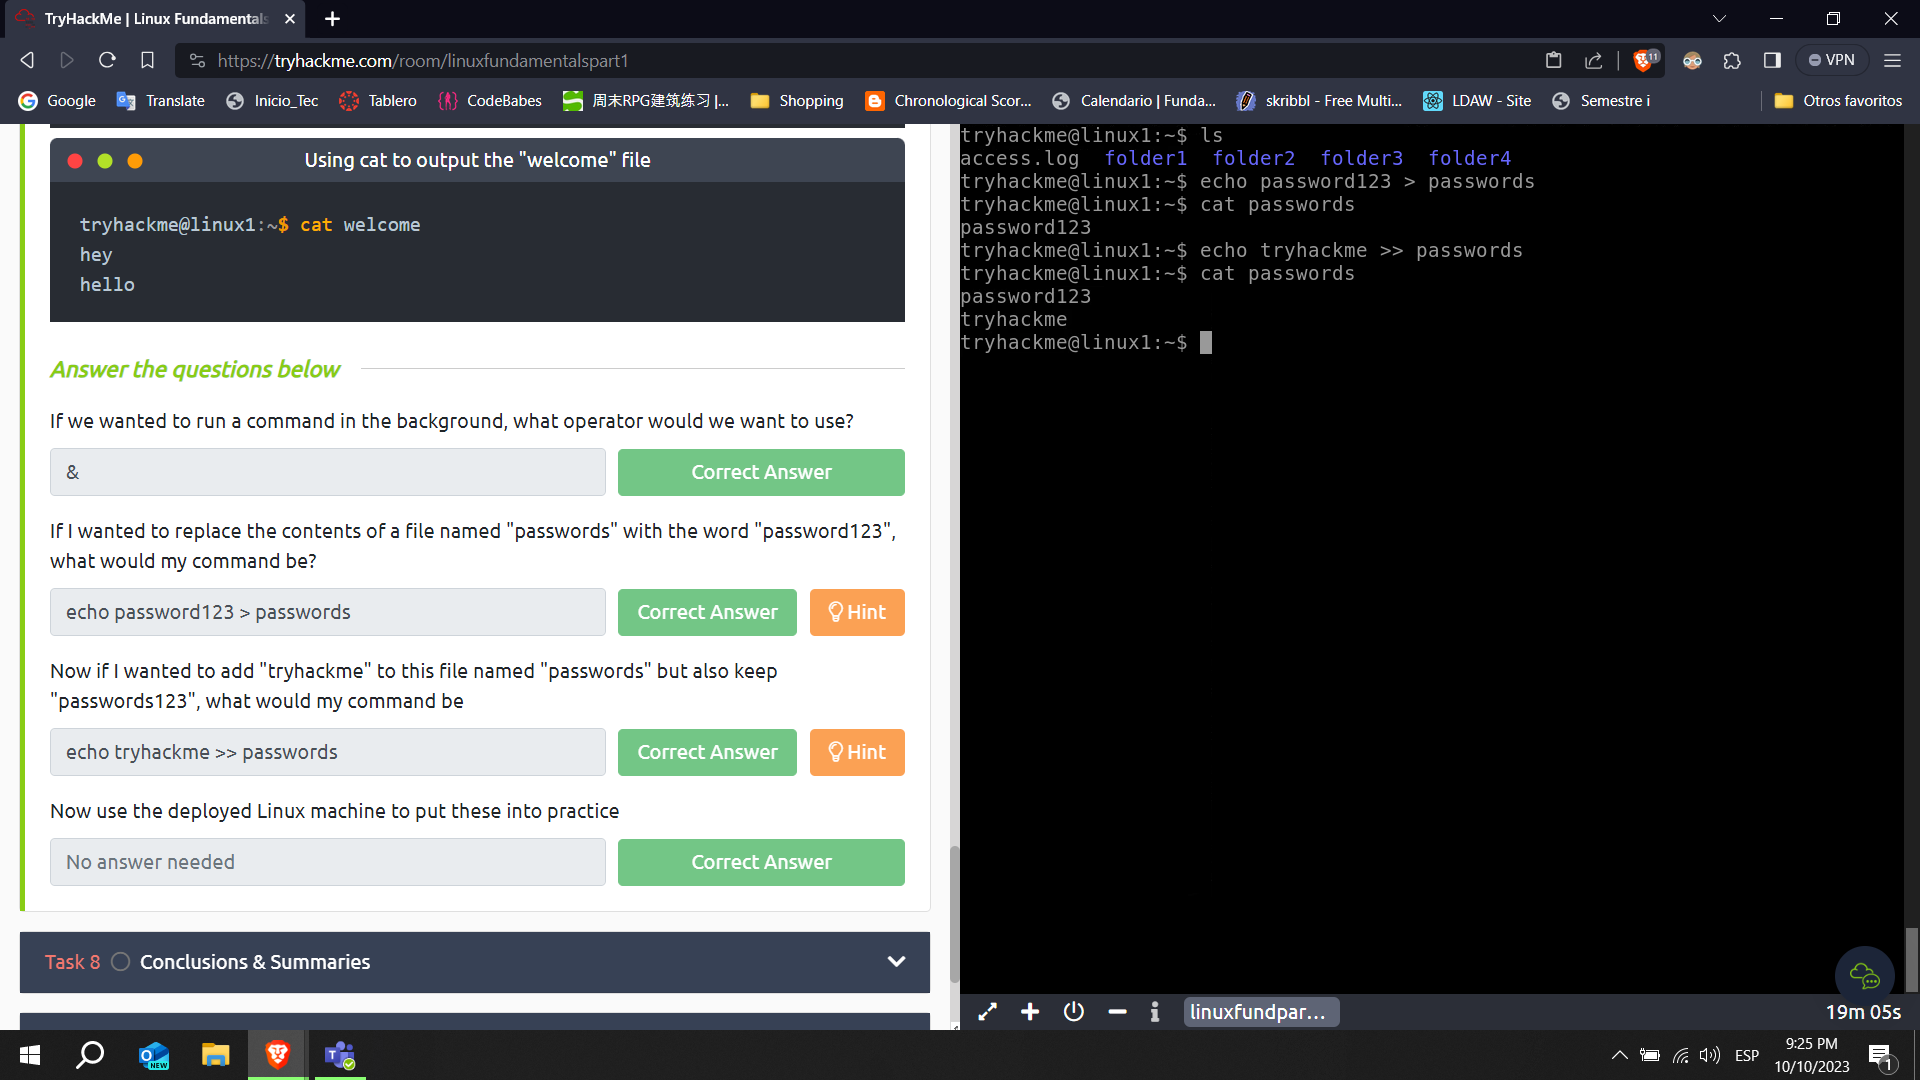 TryHackMe | Linux Fundamentals
https://tryhackme.com/room/linuxfundamentalspart1
11
VPN
Google
Translate
Inicio_Tec
Tablero
CodeBabes
周末RPG建筑练习 |...
Shopping
Chronological Scor...
Calendario | Funda...
skribbl - Free Multi...
LDAW - Site
Semestre i
Otros favoritos
Using cat to output the "welcome" file
tryhackme@linux1:~$ cat welcome
hey
hello
Answer the questions below
If we wanted to run a command in the background, what operator would we want to use?
&
Correct Answer
If I wanted to replace the contents of a file named "passwords" with the word "password123",
what would my command be?
echo password123 > passwords
Correct Answer
Hint
Now if I wanted to add "tryhackme" to this file named "passwords" but also keep
"passwords123", what would my command be
echo tryhackme >> passwords
Correct Answer
Hint
Now use the deployed Linux machine to put these into practice
No answer needed
Correct Answer
Task 8 Conclusions & Summaries
tryhackme@linux1:~$ ls
access.log folder1 folder2 folder3 folder4
tryhackme@linux1:~$ echo password123 > passwords
tryhackme@linux1:~$ cat passwords
password123
tryhackme@linux1:~$ echo tryhackme >> passwords
tryhackme@linux1:~$ cat passwords
password123
tryhackme
tryhackme@linux1:~$
linuxfundpar...
19m 05s
NEW
ESP
9:25 PM
10/10/2023
1